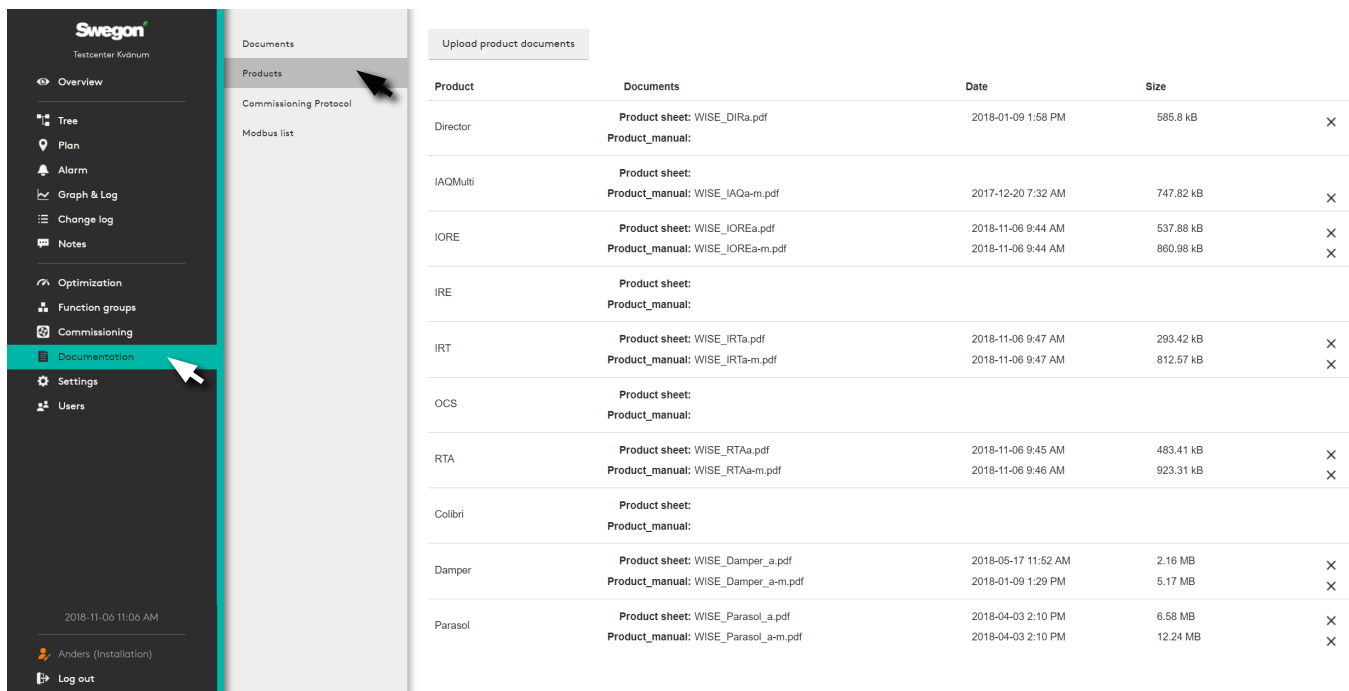 Swegon
Testcenter Kvänum
Overview
Tree
Plan
Alarm
Graph & Log
Change log
Notes
Optimization
Function groups
Commissioning
Documentation
Settings
Users
2018-11-06 11:06 AM
Anders (Installation)
Log out
Documents
Products
Commissioning Protocol
Modbus list
Upload product documents
Product Documents Date Size
Director
Product sheet: WISE_DIRa.pdf 2018-01-09 1:58 PM 585.8 kB
Product_manual:
IAQMulti
Product sheet:
Product_manual: WISE_IAQa-m.pdf 2017-12-20 7:32 AM 747.82 kB
IORE
Product sheet: WISE_IOREa.pdf 2018-11-06 9:44 AM 537.88 kB
Product_manual: WISE_IOREa-m.pdf 2018-11-06 9:44 AM 860.98 kB
IRE
Product sheet:
Product_manual:
IRT
Product sheet: WISE_IRTa.pdf 2018-11-06 9:47 AM 293.42 kB
Product_manual: WISE_IRTa-m.pdf 2018-11-06 9:47 AM 812.57 kB
OCS
Product sheet:
Product_manual:
RTA
Product sheet: WISE_RTAa.pdf 2018-11-06 9:45 AM 483.41 kB
Product_manual: WISE_RTAa-m.pdf 2018-11-06 9:46 AM 923.31 kB
Colibri
Product sheet:
Product_manual:
Damper
Product sheet: WISE_Damper_a.pdf 2018-05-17 11:52 AM 2.16 MB
Product_manual: WISE_Damper_a-m.pdf 2018-01-09 1:29 PM 5.17 MB
Parasol
Product sheet: WISE_Parasol_a.pdf 2018-04-03 2:10 PM 6.58 MB
Product_manual: WISE_Parasol_a-m.pdf 2018-04-03 2:10 PM 12.24 MB